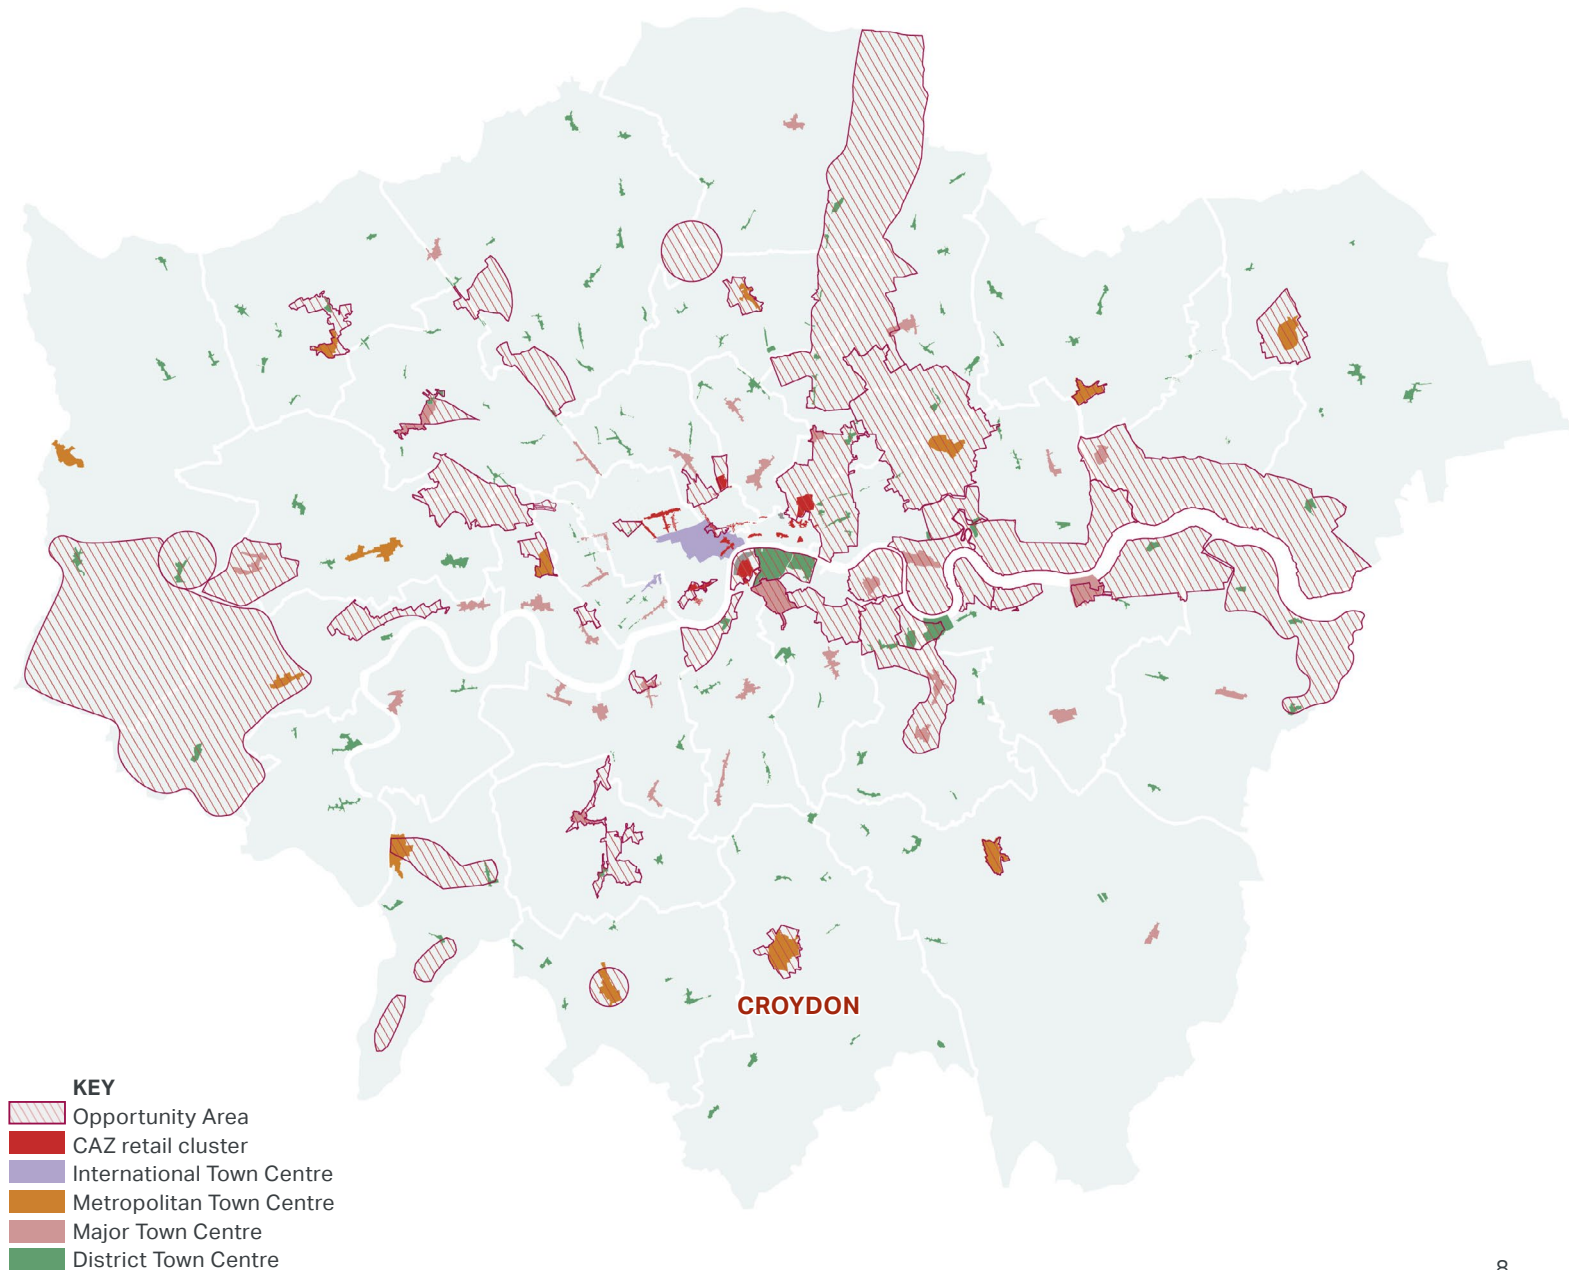 CROYDON
KEY
Opportunity Area
CAZ retail cluster
International Town Centre
Metropolitan Town Centre
Major Town Centre
District Town Centre
8